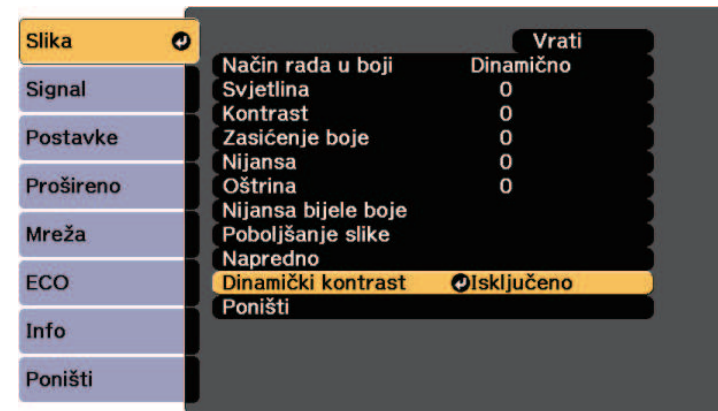 Slika
Signal
Postavke
Prošireno
Mreža
ECO
Info
Poništi
Vrati
Način rada u boji Dinamično
Svjetlina 0
Kontrast 0
Zasićenje boje 0
Nijansa 0
Oštrina 0
Nijansa bijele boje
Poboljšanje slike
Napredno
Dinamički kontrast Isključeno
Poništi